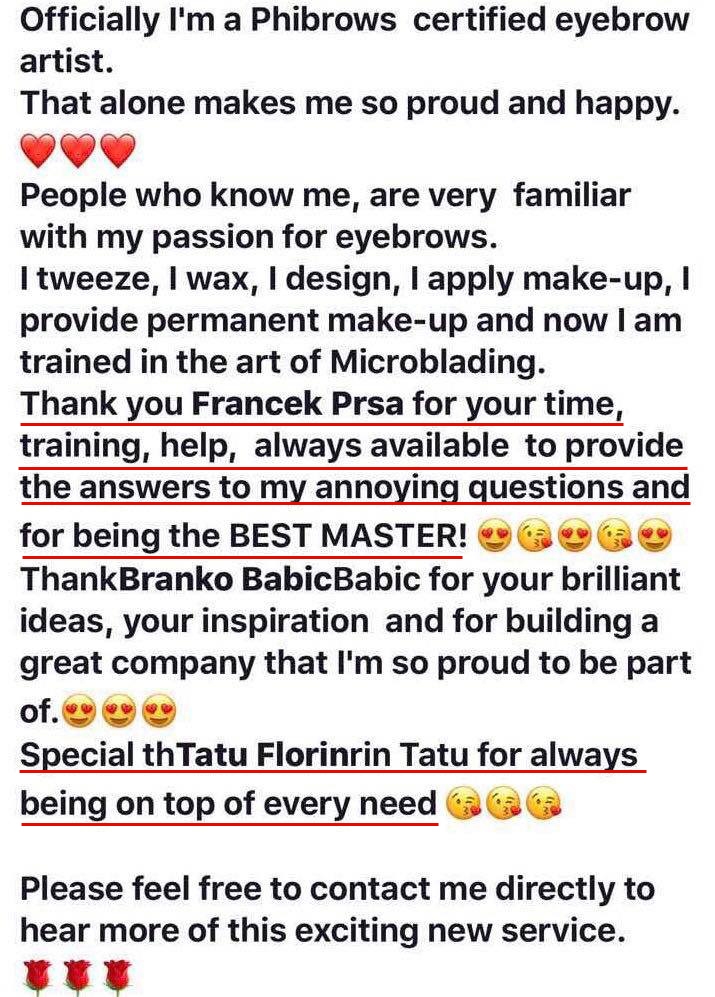 Officially I'm a Phibrows  certified eyebrow
artist.
That alone makes me so proud and happy.
❤️❤️❤️
People who know me, are very  familiar
with my passion for eyebrows.
I tweeze, I wax, I design, I apply make-up, I
provide permanent make-up and now I am
trained in the art of Microblading.
Thank you Francek Prsa for your time,
training, help,  always available  to provide
the answers to my annoying questions and
for being the BEST MASTER! 😍😘😍😘😍
ThankBranko BabicBabic for your brilliant
ideas, your inspiration  and for building a
great company that I'm so proud to be part
of.😍😍😍
Special thTatu Florinrin Tatu for always
being on top of every need 😘😘😘
Please feel free to contact me directly to
hear more of this exciting new service.
🌹🌹🌹